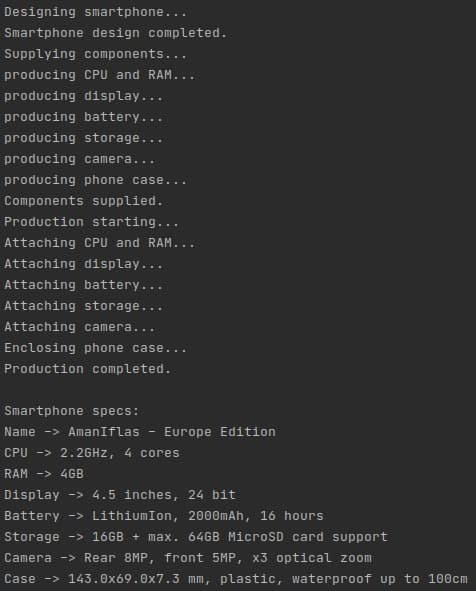 Designing smartphone...
Smartphone design completed.
Supplying components...
producing CPU and RAM...
producing display...
producing battery...
producing storage...
producing camera...
producing phone case...
Components supplied.
Production starting...
Attaching CPU and RAM...
Attaching display...
Attaching battery...
Attaching storage...
Attaching camera...
Enclosing phone case...
Production completed.

Smartphone specs:
Name -> AmanIflas - Europe Edition
CPU -> 2.2GHz, 4 cores
RAM -> 4GB
Display -> 4.5 inches, 24 bit
Battery -> LithiumIon, 2000mAh, 16 hours
Storage -> 16GB + max. 64GB MicroSD card support
Camera -> Rear 8MP, front 5MP, x3 optical zoom
Case -> 143.0x69.0x7.3 mm, plastic, waterproof up to 100cm